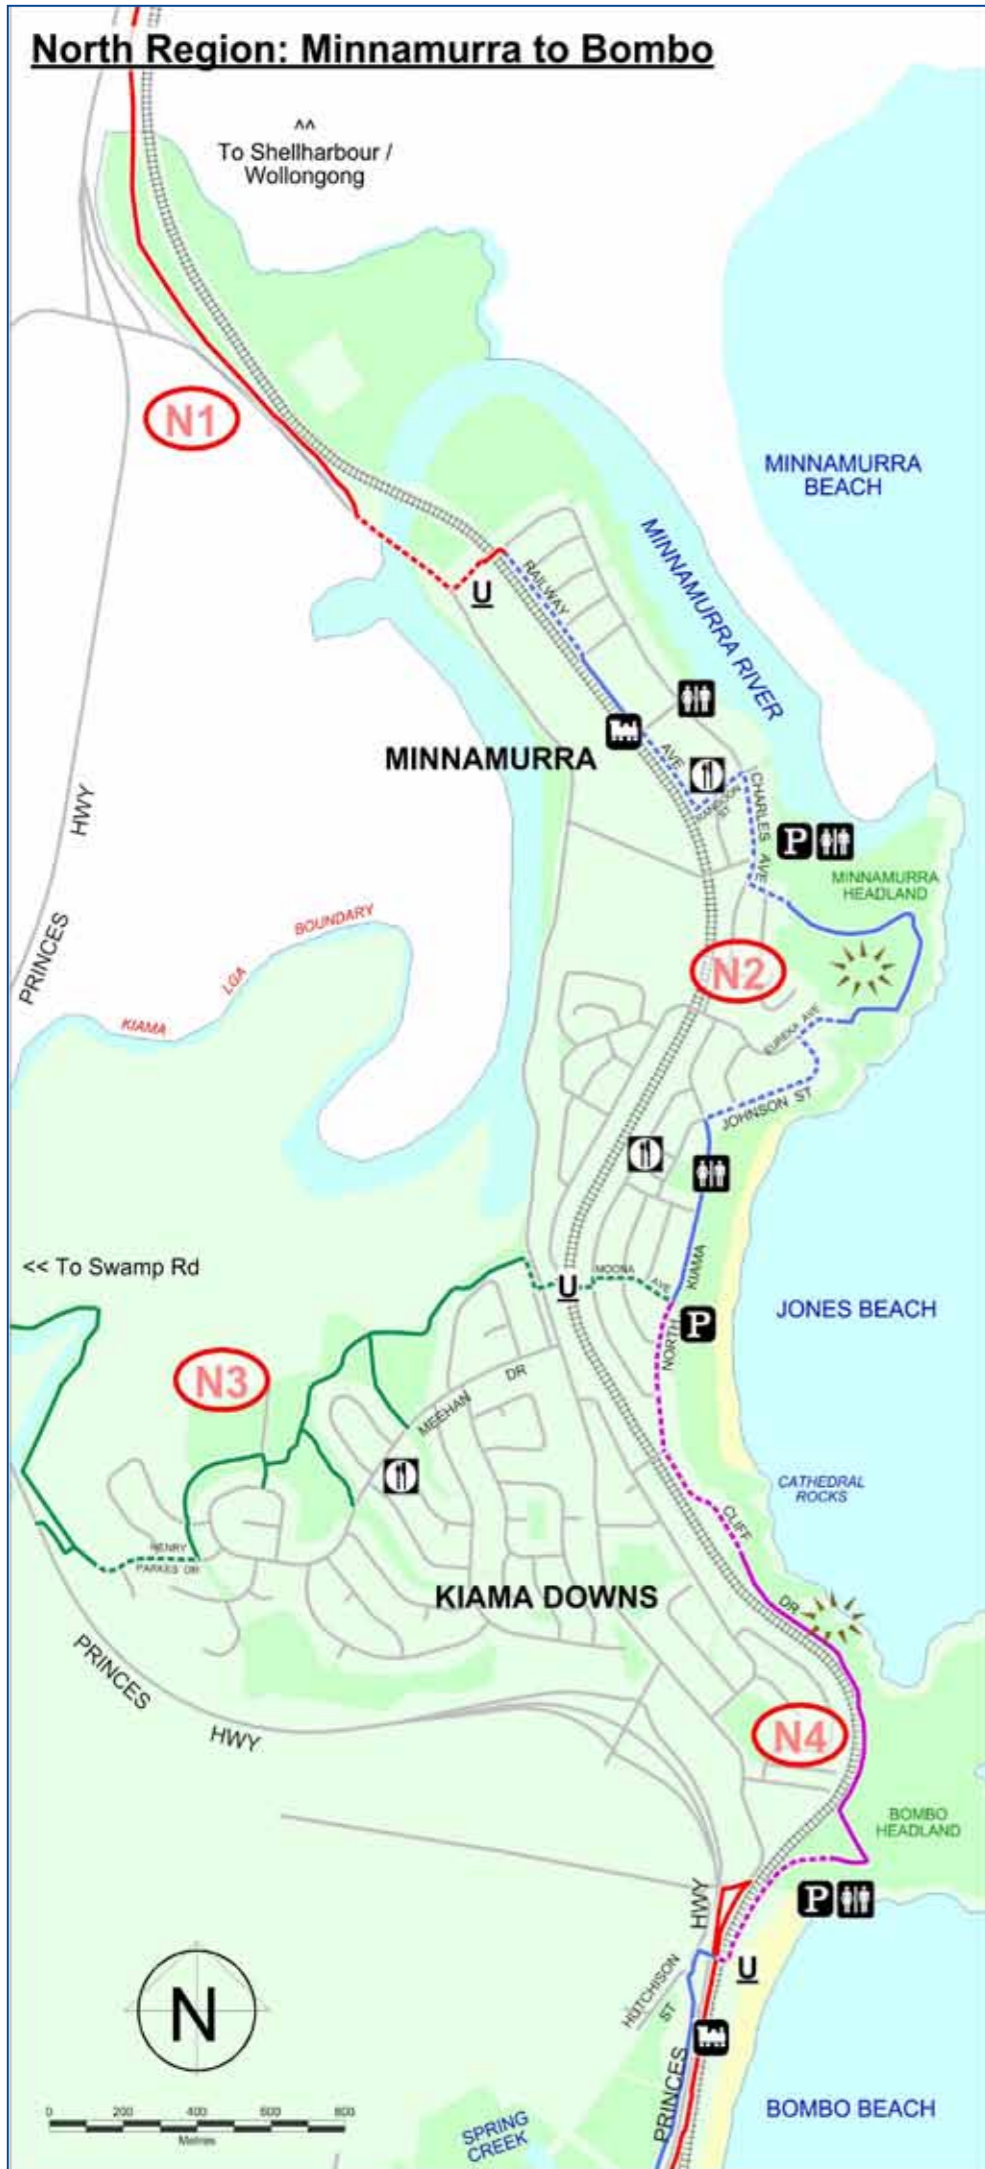 North Region: Minnamurra to Bombo
^^
To Shellharbour /
Wollongong
N1
MINNAMURRA
BEACH
MINNAMURRA RIVER
U
RAILWAY
AVE
MINNAMURRA
RANGOON
ST
CHARLES AVE
P
MINNAMURRA
HEADLAND
PRINCES HWY
KIAMA LGA BOUNDARY
N2
EUREKA AVE
JOHNSON ST
<< To Swamp Rd
U
MOONA AVE
NORTH KIAMA
P
JONES BEACH
N3
MEEHAN DR
CATHEDRAL
ROCKS
CLIFF DR
HENRY
PARKES DR
KIAMA DOWNS
PRINCES HWY
N4
BOMBO
HEADLAND
P
HWY
U
HUTCHISON
ST
PRINCES
N
0 200 400 600 800
Metres
SPRING
CREEK
BOMBO BEACH